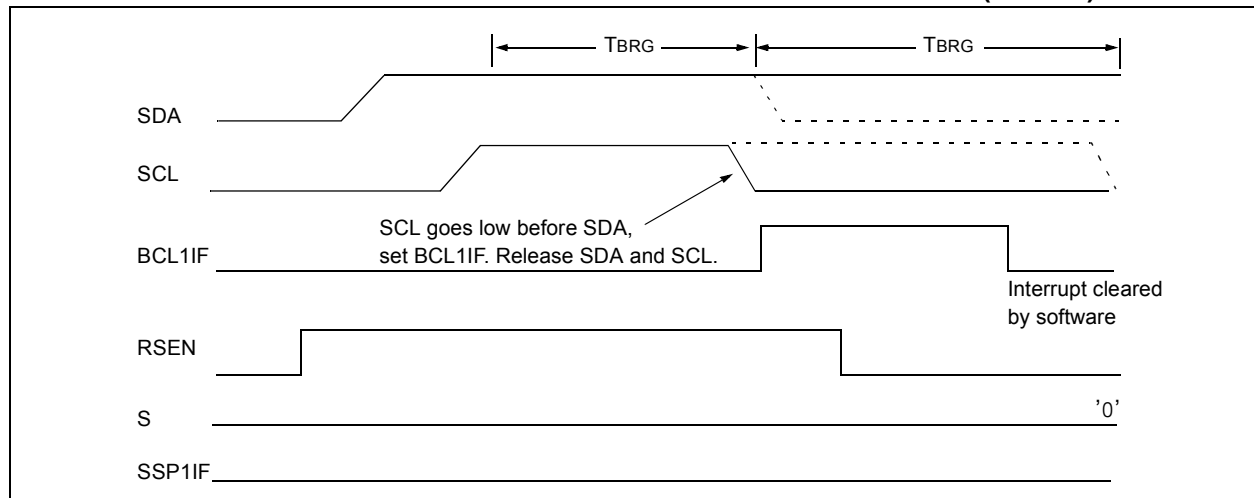 TBRG TBRG
SDA
SCL
SCL goes low before SDA,
set BCL1IF. Release SDA and SCL.
BCL1IF
Interrupt cleared
by software
RSEN
S '0'
SSP1IF